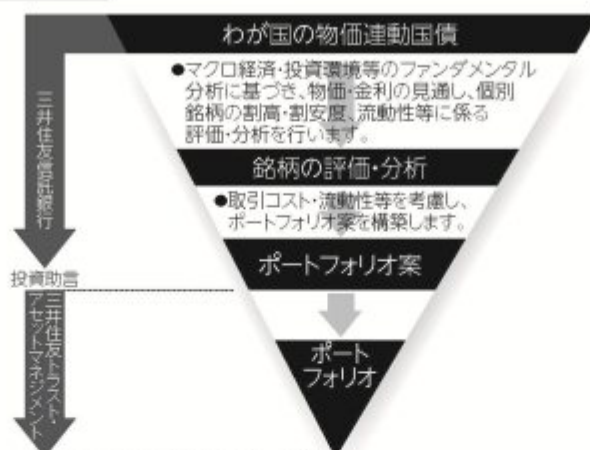 わが国の物価連動国債
●マクロ経済・投資環境等のファンダメンタル
分析に基づき、物価・金利の見通し、個別
銘柄の割高・割安度、流動性等に係る
評価・分析を行います。
銘柄の評価・分析
●取引コスト・流動性等を考慮し、
ポートフォリオ案を構築します。
ポートフォリオ案
ポート
フォリオ
三井住友信託銀行
投資助言
三井住友トラスト・
アセットマネジメント